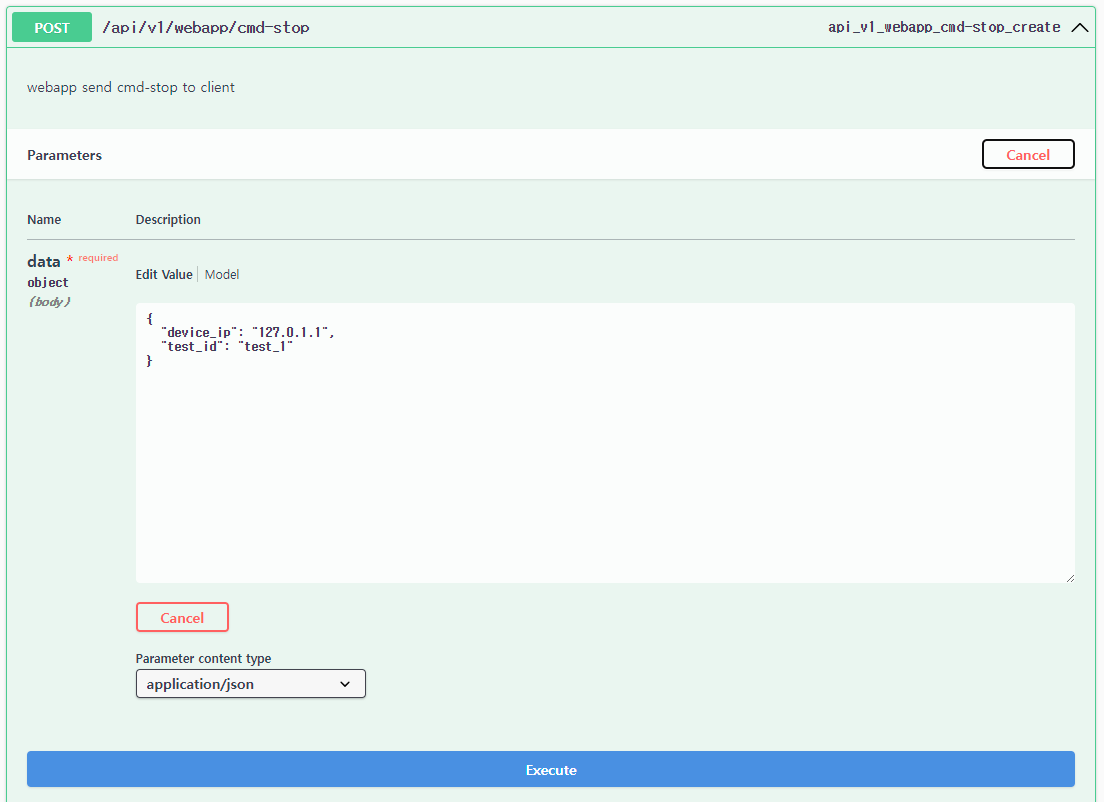 POST /api/v1/webapp/cmd-stop api_v1_webapp_cmd-stop_create
webapp send cmd-stop to client
Parameters Cancel
Name Description
data * required
object
(body)
Edit Value Model
{
"device_ip": "127.0.1.1",
"test_id": "test_1"
}
Cancel
Parameter content type
application/json
Execute